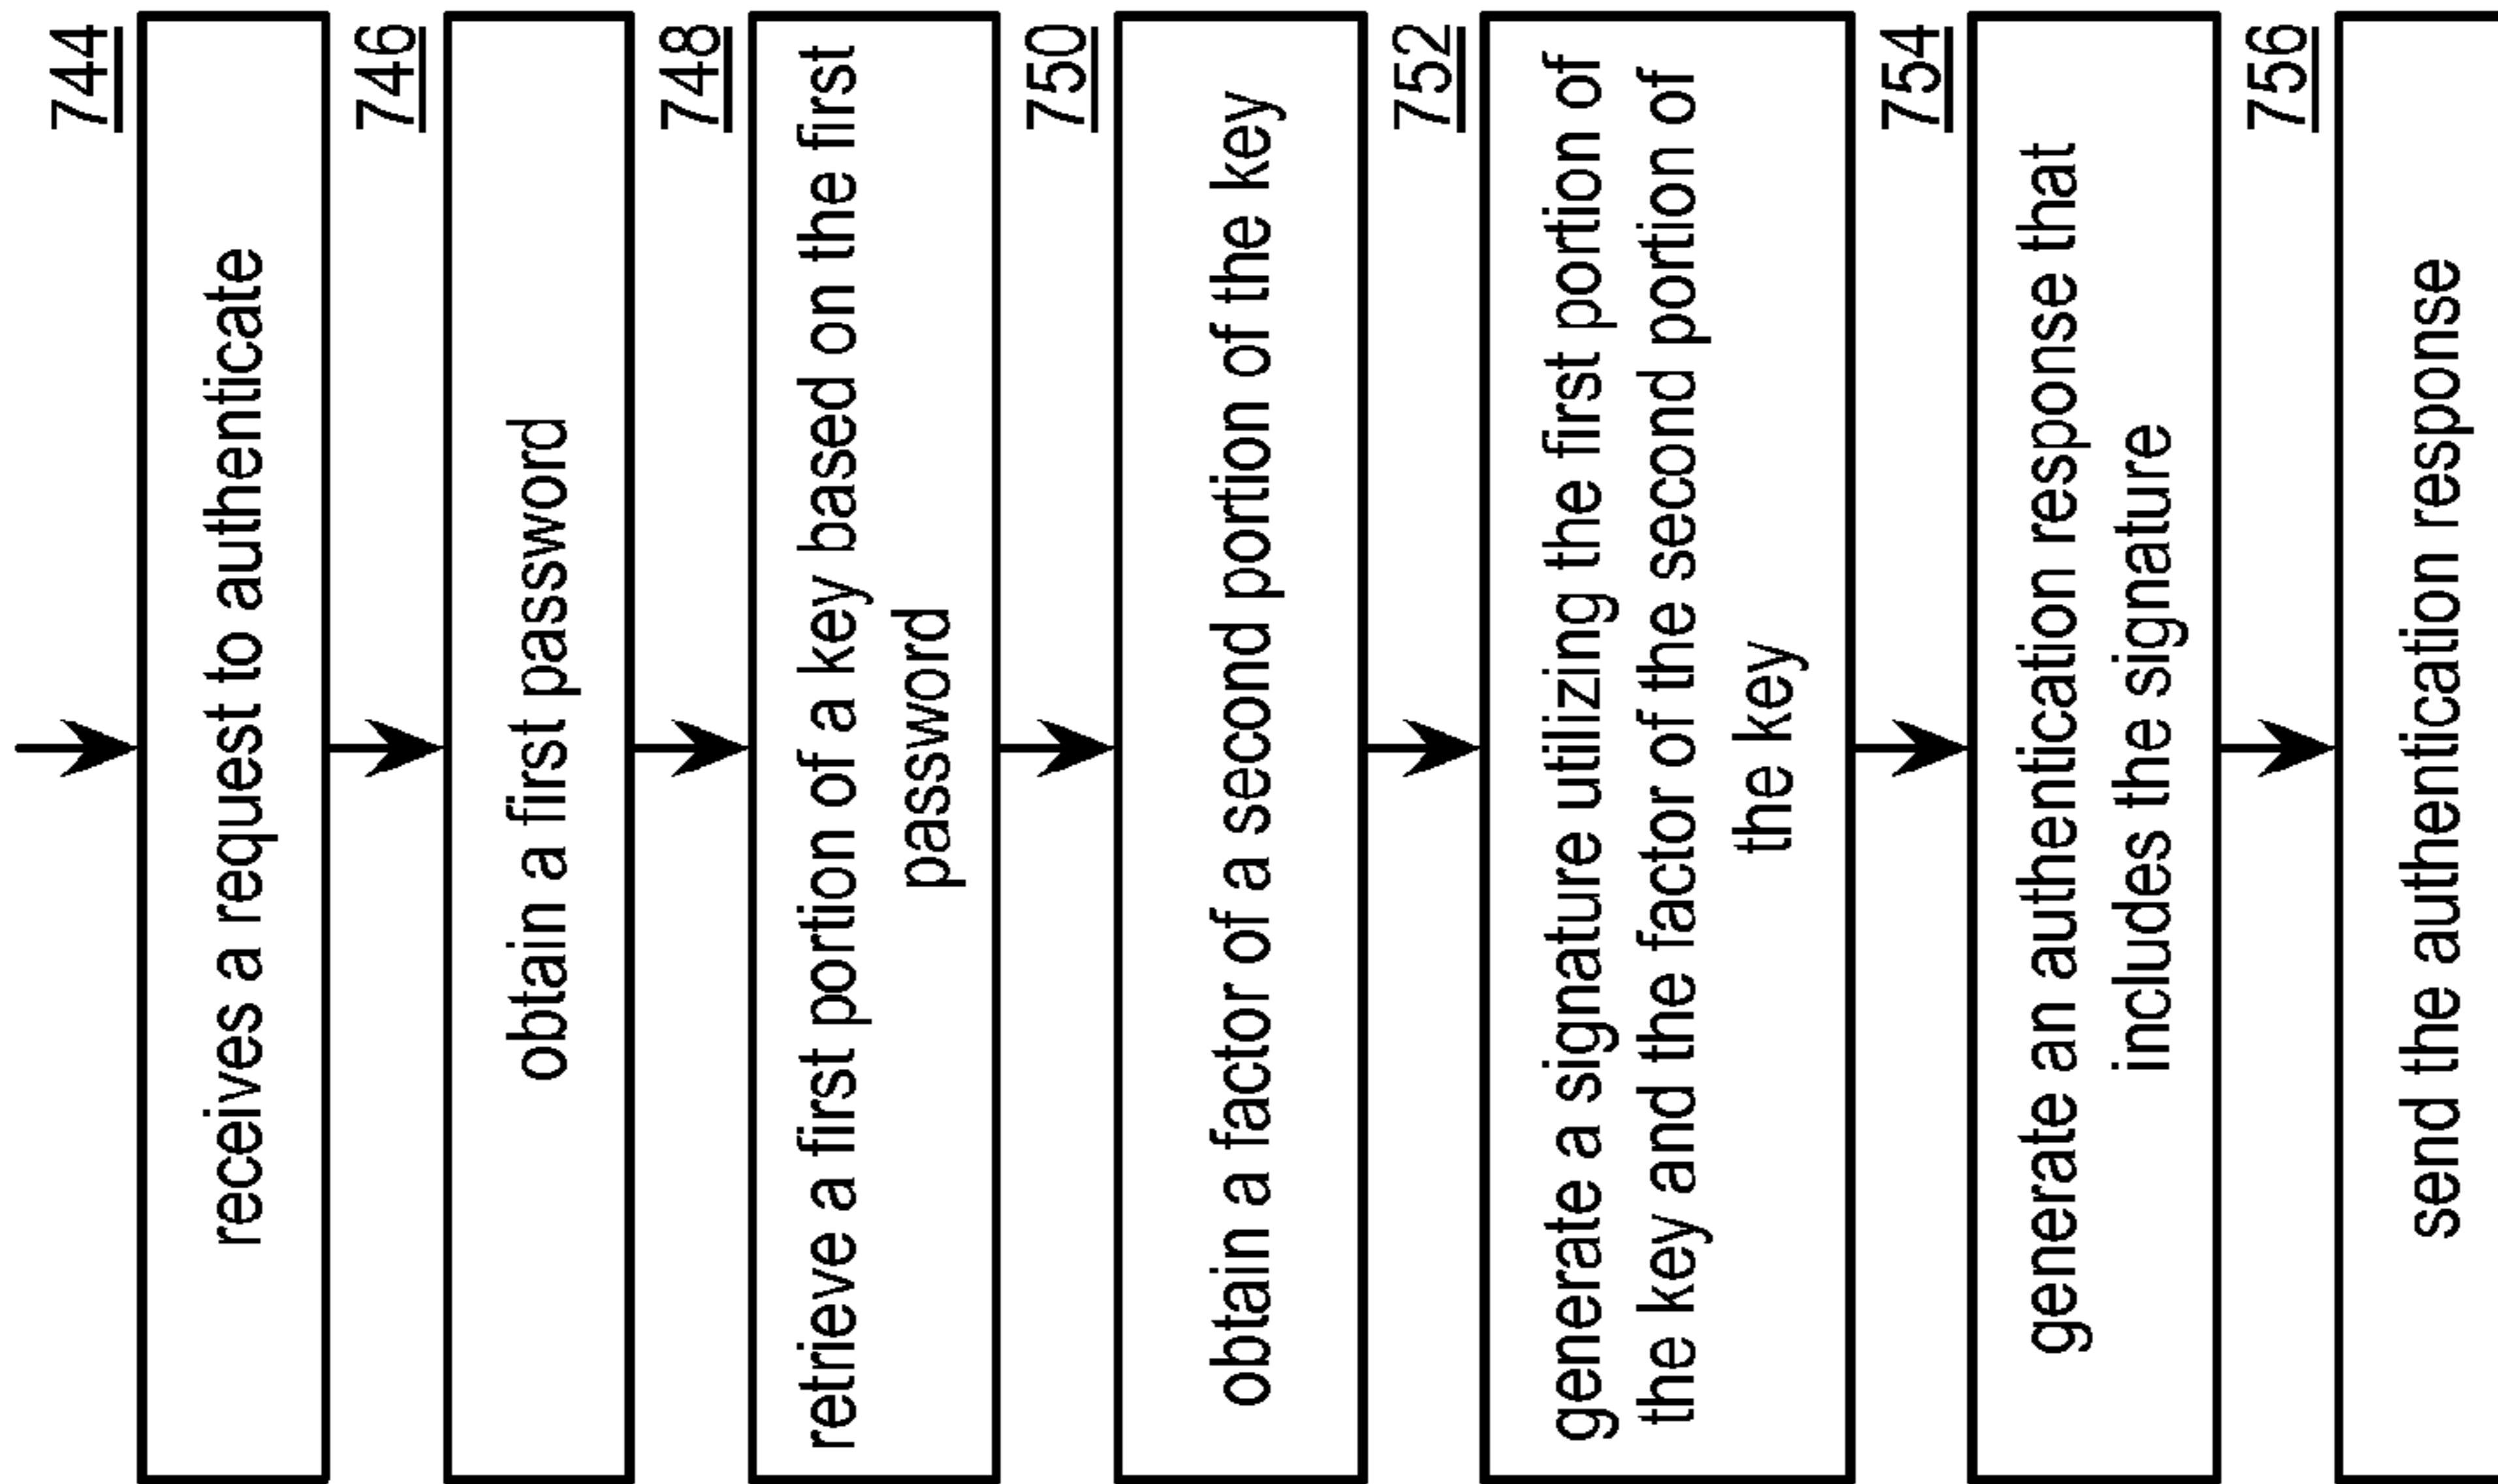 744
receives a request to authenticate
746
obtain a first password
748
retrieve a first portion of a key based on the first
password
750
obtain a factor of a second portion of the key
752
generate a signature utilizing the first portion of
the key and the factor of the second portion of
the key
754
generate an authentication response that
includes the signature
756
send the authentication response